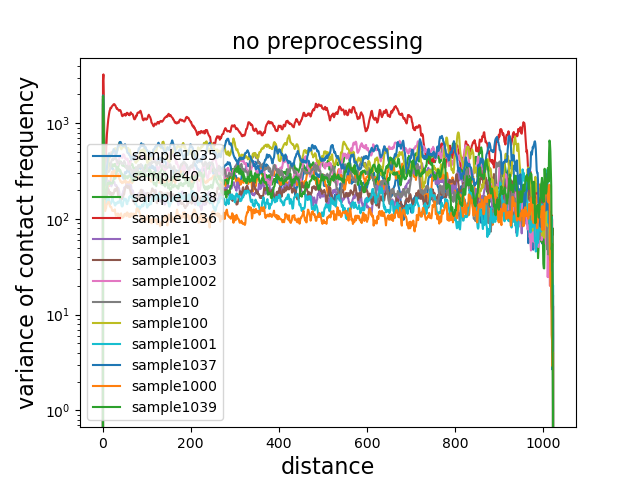 no preprocessing
variance of contact frequency
10³
10²
10¹
10⁰
sample1035
sample40
sample1038
sample1036
sample1
sample1003
sample1002
sample10
sample100
sample1001
sample1037
sample1000
sample1039
0 200 400 600 800 1000
distance